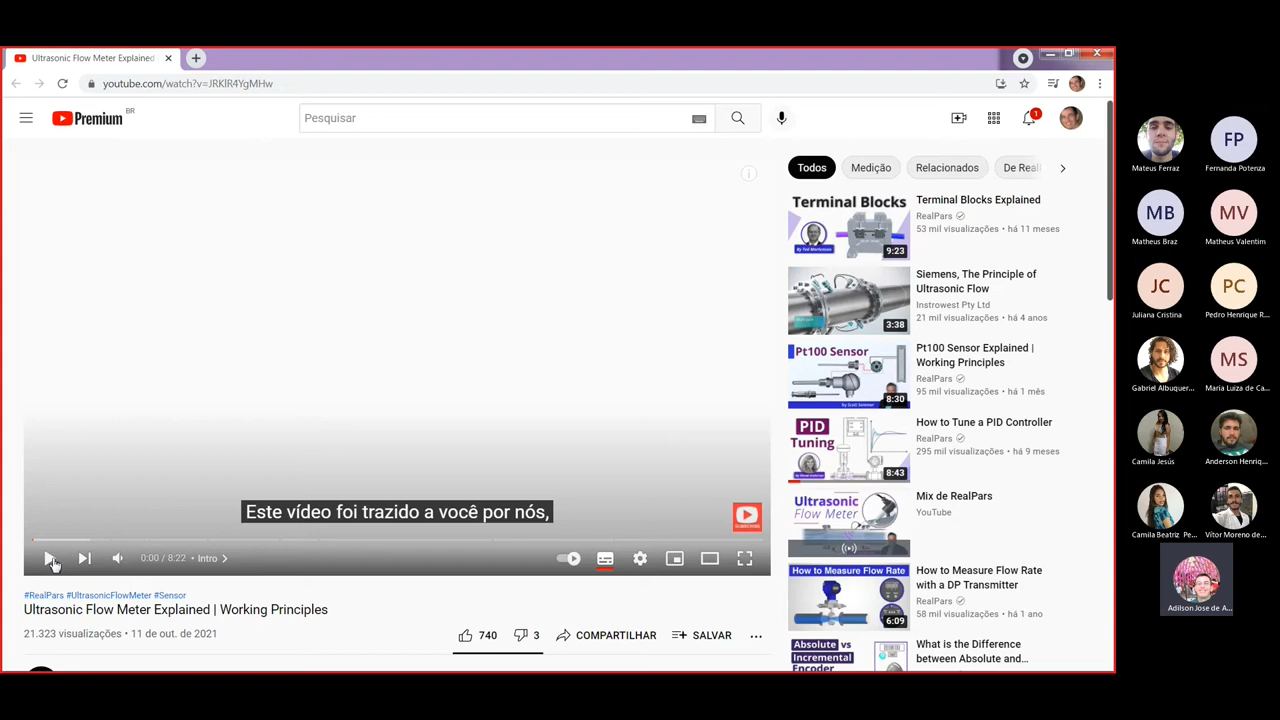 Ultrasonic Flow Meter Explained
youtube.com/watch?v=JRKlR4YgMHw
Premium BR
Pesquisar
1
Todos
Medição
Relacionados
De Reali
Terminal Blocks
9:23
Terminal Blocks Explained
RealPars
53 mil visualizações • há 11 meses
3:38
Siemens, The Principle of
Ultrasonic Flow
Instrowest Pty Ltd
21 mil visualizações • há 4 anos
Pt100 Sensor
8:30
Pt100 Sensor Explained |
Working Principles
RealPars
95 mil visualizações • há 1 mês
PID
Tuning
8:43
How to Tune a PID Controller
RealPars
295 mil visualizações • há 9 meses
Ultrasonic
Flow Meter
Mix de RealPars
YouTube
How to Measure Flow Rate
6:09
How to Measure Flow Rate
with a DP Transmitter
RealPars
58 mil visualizações • há 1 ano
Absolute vs
Incremental
Encoder
What is the Difference
between Absolute and...
Este vídeo foi trazido a você por nós,
SUBSCRIBE
0:00 / 8:22 • Intro
#RealPars #UltrasonicFlowMeter #Sensor
Ultrasonic Flow Meter Explained | Working Principles
21.323 visualizações • 11 de out. de 2021
740
3
COMPARTILHAR
SALVAR
Mateus Ferraz
FP
Fernanda Potenza
MB
Matheus Braz
MV
Matheus Valentim
JC
Juliana Cristina
PC
Pedro Henrique R...
Gabriel Albuquer...
MS
Maria Luiza de Ca...
Camila Jesús
Anderson Henriq...
Camila Beatriz Pe...
Vítor Moreno de...
Adilson Jose de A...